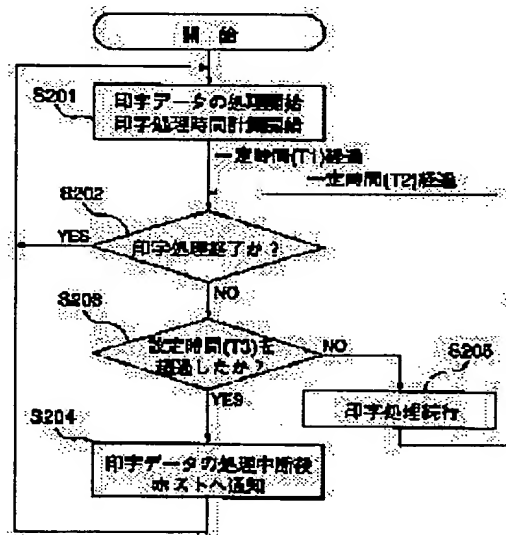 開 始
S201
印字データの処理開始
印字処理時間計測開始
一定時間(T1)経過
一定時間(T2)経過
S202
YES
印字処理終了か?
NO
S203
設定時間(T3)を
超過したか?
NO
S205
YES
印字処理続行
S204
印字データの処理中断後
ホストへ通知